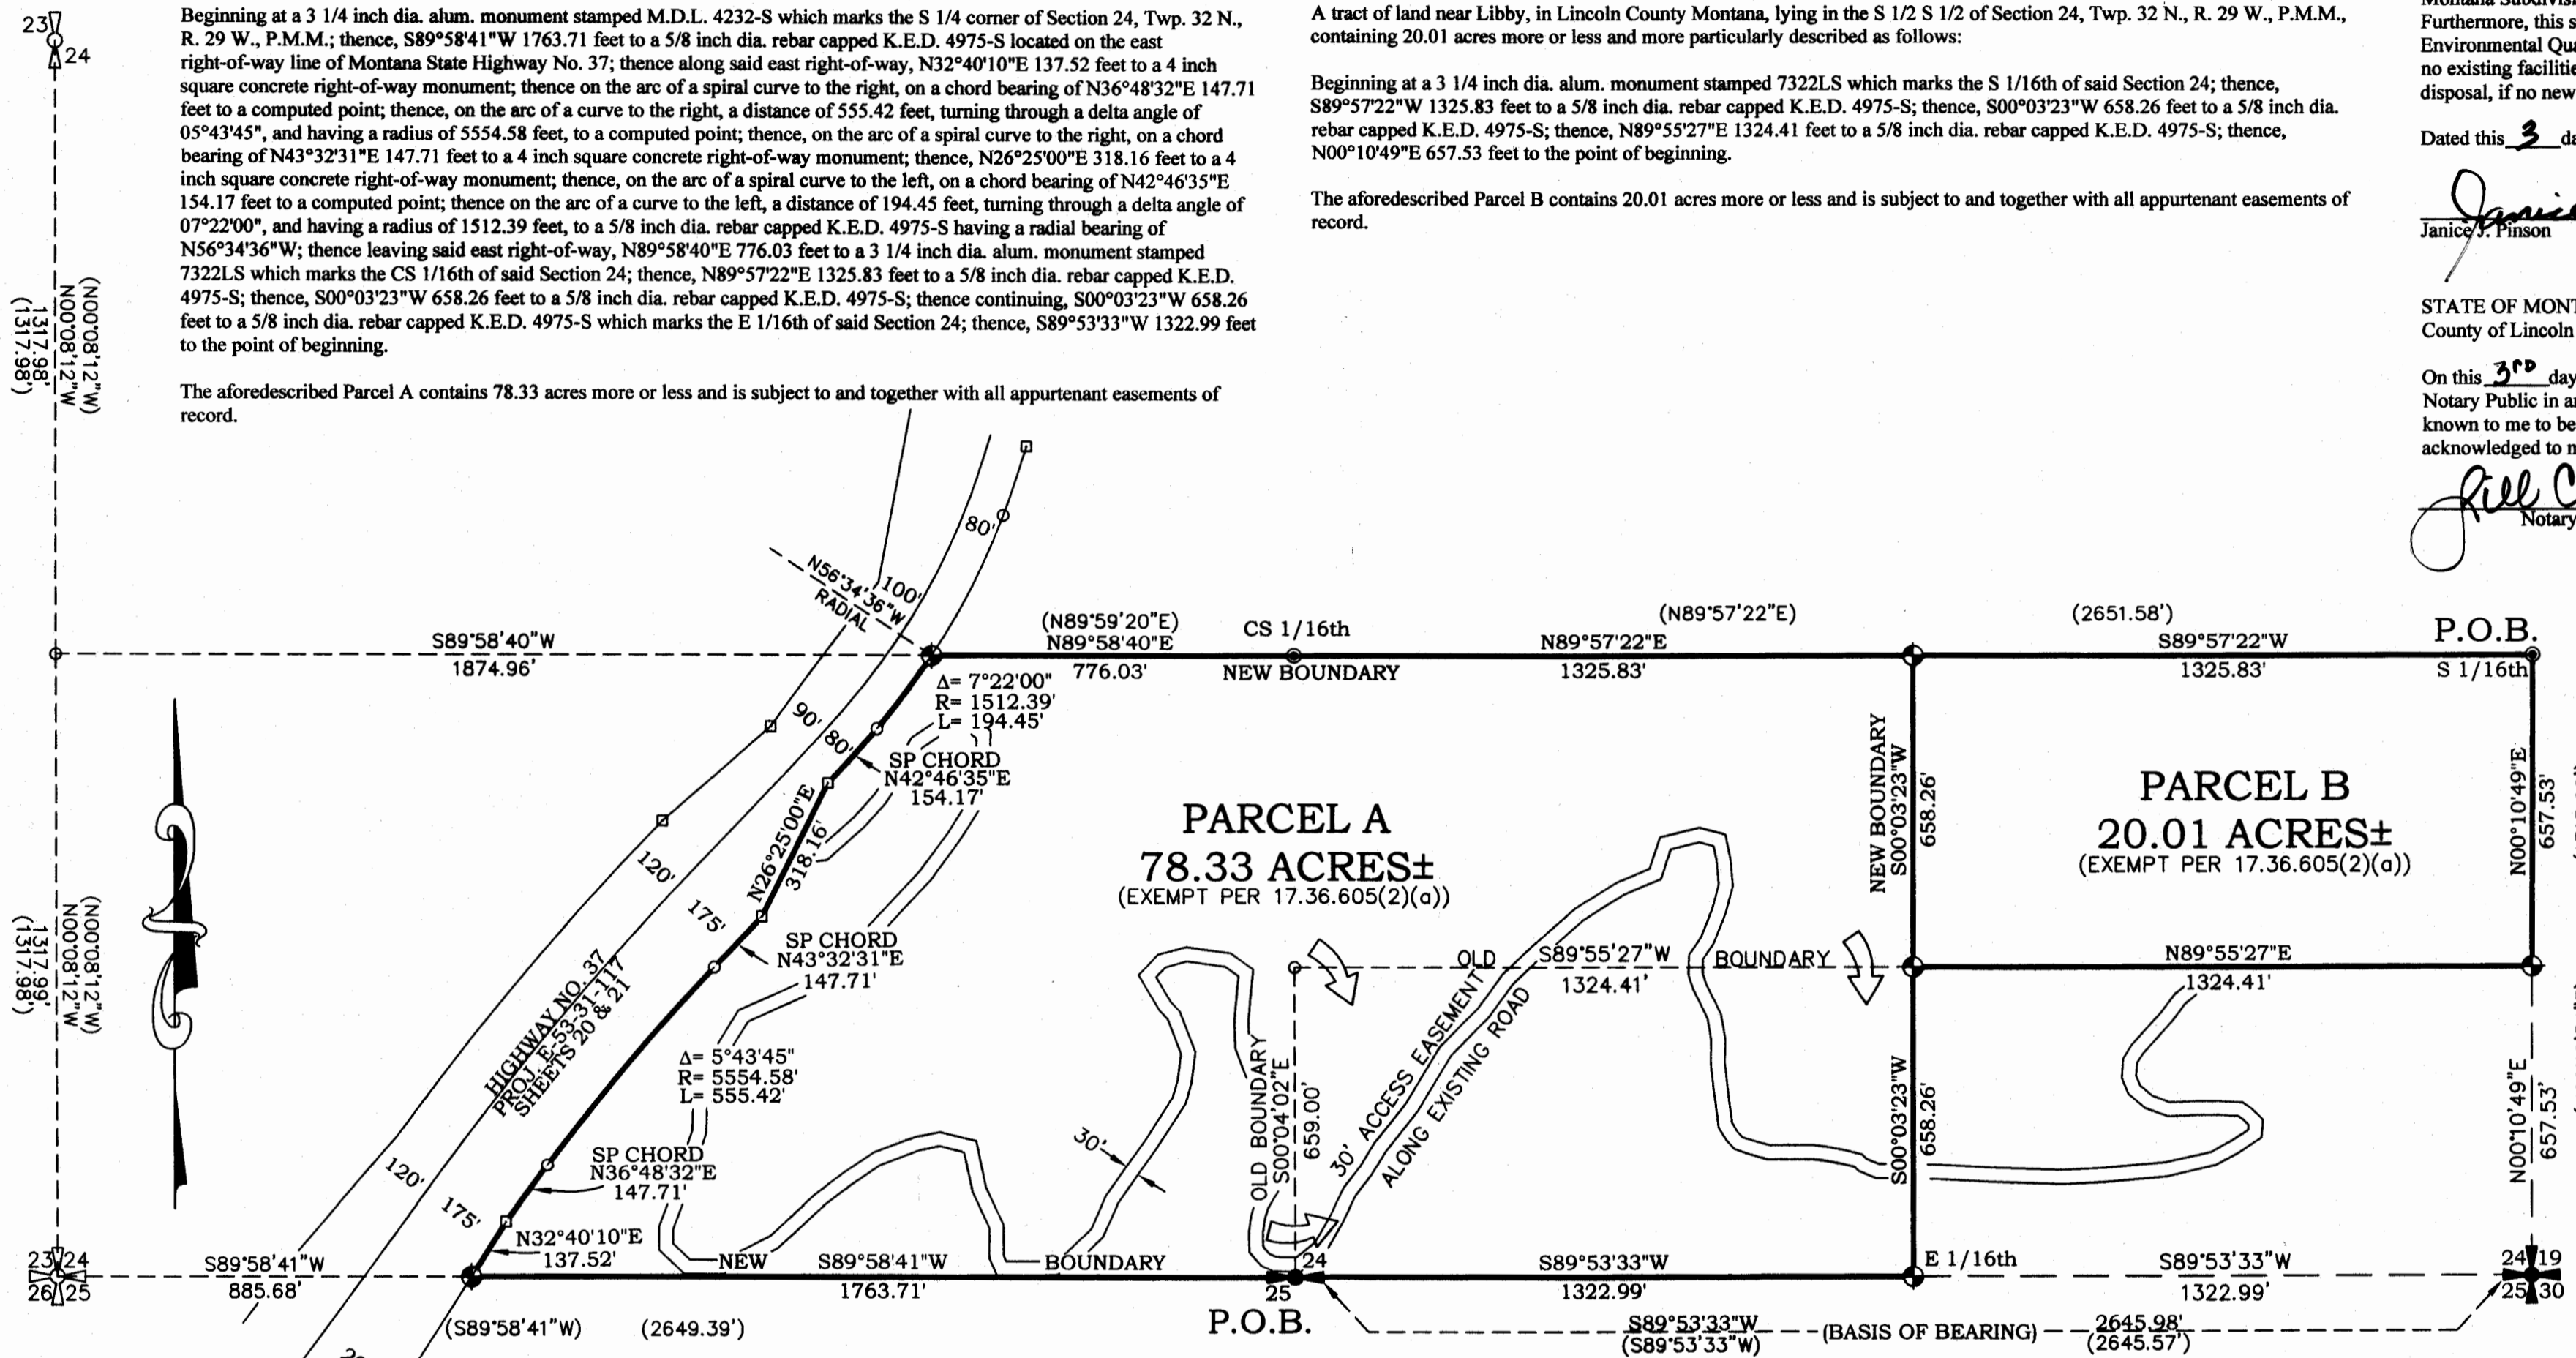 Beginning at a 3 1/4 inch dia. alum. monument stamped M.D.L. 4232-S which marks the S 1/4 corner of Section 24, Twp. 32 N.,
R. 29 W., P.M.M.; thence, S89°58'41"W 1763.71 feet to a 5/8 inch dia. rebar capped K.E.D. 4975-S located on the east
right-of-way line of Montana State Highway No. 37; thence along said east right-of-way, N32°40'10"E 137.52 feet to a 4 inch
square concrete right-of-way monument; thence on the arc of a spiral curve to the right, on a chord bearing of N36°48'32"E 147.71
feet to a computed point; thence, on the arc of a curve to the right, a distance of 555.42 feet, turning through a delta angle of
05°43'45", and having a radius of 5554.58 feet, to a computed point; thence, on the arc of a spiral curve to the right, on a chord
bearing of N43°32'31"E 147.71 feet to a 4 inch square concrete right-of-way monument; thence, N26°25'00"E 318.16 feet to a 4
inch square concrete right-of-way monument; thence, on the arc of a spiral curve to the left, on a chord bearing of N42°46'35"E
154.17 feet to a computed point; thence on the arc of a curve to the left, a distance of 194.45 feet, turning through a delta angle of
07°22'00", and having a radius of 1512.39 feet, to a 5/8 inch dia. rebar capped K.E.D. 4975-S having a radial bearing of
N56°34'36"W; thence leaving said east right-of-way, N89°58'40"E 776.03 feet to a 3 1/4 inch dia. alum. monument stamped
7322LS which marks the CS 1/16th of said Section 24; thence, N89°57'22"E 1325.83 feet to a 5/8 inch dia. rebar capped K.E.D.
4975-S; thence, S00°03'23"W 658.26 feet to a 5/8 inch dia. rebar capped K.E.D. 4975-S; thence continuing, S00°03'23"W 658.26
feet to a 5/8 inch dia. rebar capped K.E.D. 4975-S which marks the E 1/16th of said Section 24; thence, S89°53'33"W 1322.99 feet
to the point of beginning.
The aforedescribed Parcel A contains 78.33 acres more or less and is subject to and together with all appurtenant easements of
record.
A tract of land near Libby, in Lincoln County Montana, lying in the S 1/2 S 1/2 of Section 24, Twp. 32 N., R. 29 W., P.M.M.,
containing 20.01 acres more or less and more particularly described as follows:
Beginning at a 3 1/4 inch dia. alum. monument stamped 7322LS which marks the S 1/16th of said Section 24; thence,
S89°57'22"W 1325.83 feet to a 5/8 inch dia. rebar capped K.E.D. 4975-S; thence, S00°03'23"W 658.26 feet to a 5/8 inch dia.
rebar capped K.E.D. 4975-S; thence, N89°55'27"E 1324.41 feet to a 5/8 inch dia. rebar capped K.E.D. 4975-S; thence,
N00°10'49"E 657.53 feet to the point of beginning.
The aforedescribed Parcel B contains 20.01 acres more or less and is subject to and together with all appurtenant easements of
record.
Furthermore, this s
Environmental Qu
no existing facilitie
disposal, if no new
Dated this 3 da
Janice J. Pinson
STATE OF MON
County of Lincoln
On this 3rd day
Notary Public in a
known to me to be
acknowledged to
Jill C
Notary
23
24
(N00°08'12"W)
N00°08'12"W
1317.98'
(1317.98')
(N00°08'12"W)
N00°08'12"W
1317.99'
(1317.98')
S89°58'40"W
1874.96'
N56°34'36"W
RADIAL
100'
80'
90'
80'
120'
175'
120'
175'
(N89°59'20"E)
N89°58'40"E
776.03'
CS 1/16th
NEW BOUNDARY
N89°57'22"E
1325.83'
(N89°57'22"E)
(2651.58')
S89°57'22"W
1325.83'
P.O.B.
S 1/16th
Δ= 7°22'00"
R= 1512.39'
L= 194.45'
SP CHORD
N42°46'35"E
154.17'
N26°25'00"E
318.16'
SP CHORD
N43°32'31"E
147.71'
HIGHWAY NO. 37
PROJ. E-53-31-117
SHEETS 20 & 21
Δ= 5°43'45"
R= 5554.58'
L= 555.42'
SP CHORD
N36°48'32"E
147.71'
N32°40'10"E
137.52'
PARCEL A
78.33 ACRES±
(EXEMPT PER 17.36.605(2)(a))
NEW BOUNDARY
S00°03'23"W
658.26'
PARCEL B
20.01 ACRES±
(EXEMPT PER 17.36.605(2)(a))
N00°10'49"E
657.53'
OLD S89°55'27"W BOUNDARY
1324.41'
N89°55'27"E
1324.41'
OLD BOUNDARY
S00°04'02"E
659.00'
30' ACCESS EASEMENT
ALONG EXISTING ROAD
30'
S00°03'23"W
658.26'
N00°10'49"E
657.53'
23 24
26 25
S89°58'41"W
885.68'
NEW S89°58'41"W BOUNDARY
1763.71'
24
25
P.O.B.
S89°53'33"W
1322.99'
E 1/16th
S89°53'33"W
1322.99'
24 19
25 30
(S89°58'41"W) (2649.39')
S89°53'33"W (BASIS OF BEARING) 2645.98'
(S89°53'33"W) (2645.57')